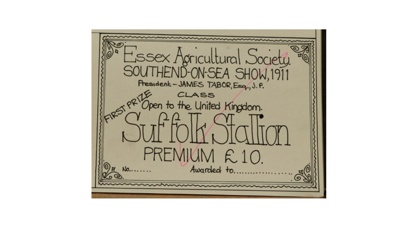 Essex Agricultural Society.
SOUTHEND-ON-SEA SHOW, 1911
President - JAMES TABOR, Esq., J.P.
CLASS
FIRST PRIZE
Open to the United Kingdom.
Suffolk Stallion
PREMIUM £10.
No....... Awarded to................